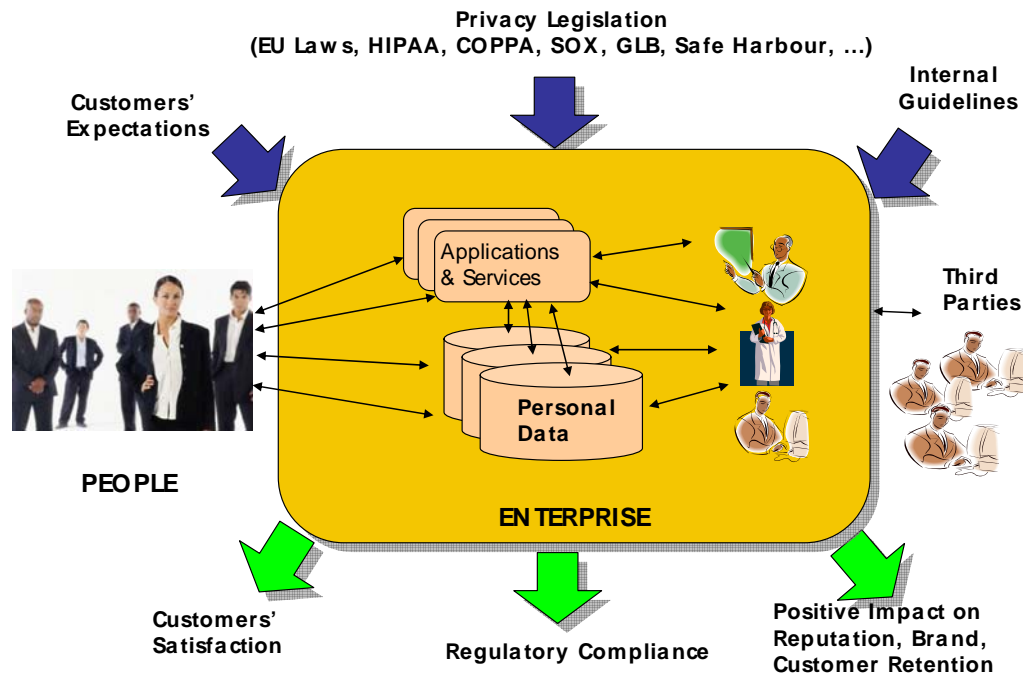 Privacy Legislation
(EU Laws, HIPAA, COPPA, SOX, GLB, Safe Harbour, …)
Customers’
Expectations
Internal
Guidelines
Applications
& Services
Third
Parties
Personal
Data
PEOPLE
ENTERPRISE
Customers’
Satisfaction
Regulatory Compliance
Positive Impact on
Reputation, Brand,
Customer Retention